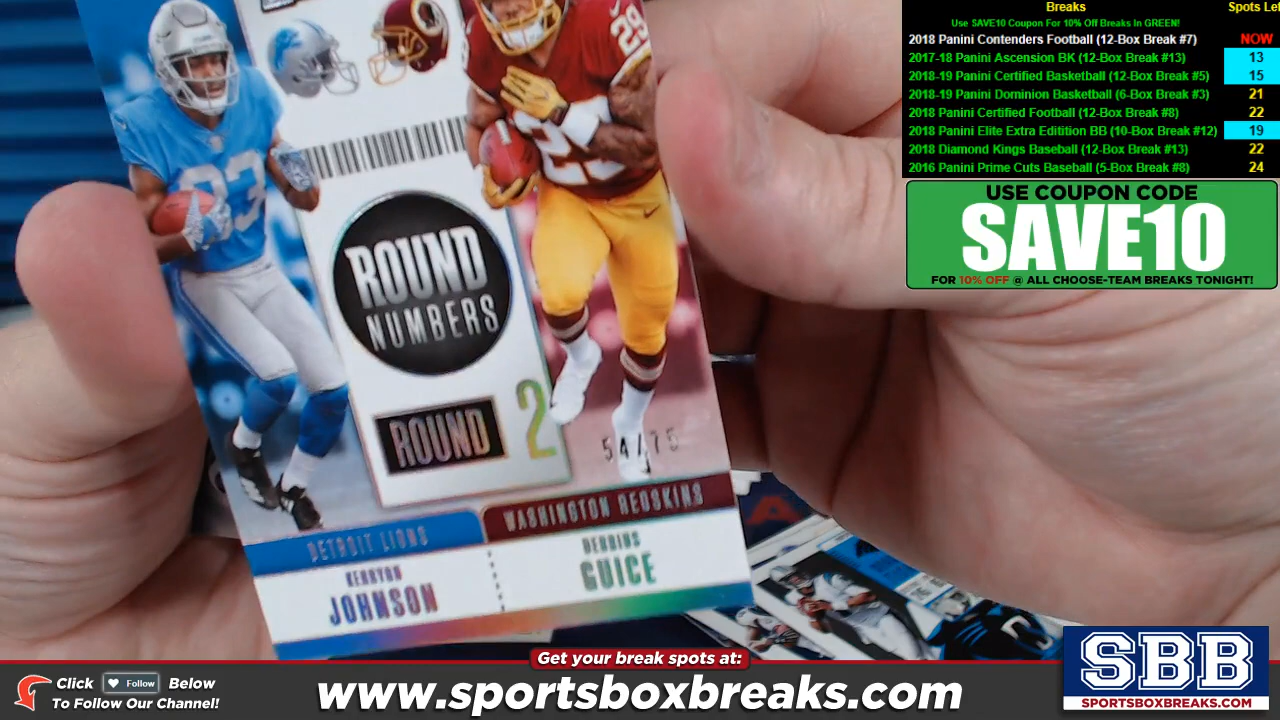 Breaks Spots Lef
Use SAVE10 Coupon For 10% Off Breaks In GREEN!
2018 Panini Contenders Football (12-Box Break #7) NOW
2017-18 Panini Ascension BK (12-Box Break #13) 13
2018-19 Panini Certified Basketball (12-Box Break #5) 15
2018-19 Panini Dominion Basketball (6-Box Break #3) 21
2018 Panini Certified Football (12-Box Break #8) 22
2018 Panini Elite Extra Edition BB (10-Box Break #12) 19
2018 Diamond Kings Baseball (12-Box Break #13) 22
2016 Panini Prime Cuts Baseball (5-Box Break #8) 24
USE COUPON CODE
SAVE10
FOR 10% OFF @ ALL CHOOSE-TEAM BREAKS TONIGHT!
33
29
29
ROUND
NUMBERS
ROUND 2
54/75
DETROIT LIONS
WASHINGTON REDSKINS
KERRYON
JOHNSON
DERRIUS
GUICE
Get your break spots at:
Click Follow Below
To Follow Our Channel!
www.sportsboxbreaks.com
SBB
SPORTSBOXBREAKS.COM